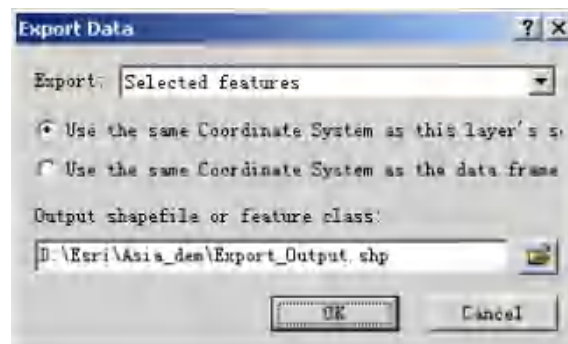 Export Data ? ×
Export: Selected features
Use the same Coordinate System as this layer's s
Use the same Coordinate System as the data frame
Output shapefile or feature class:
D:\Esri\Asia_dem\Export_Output.shp
OK Cancel